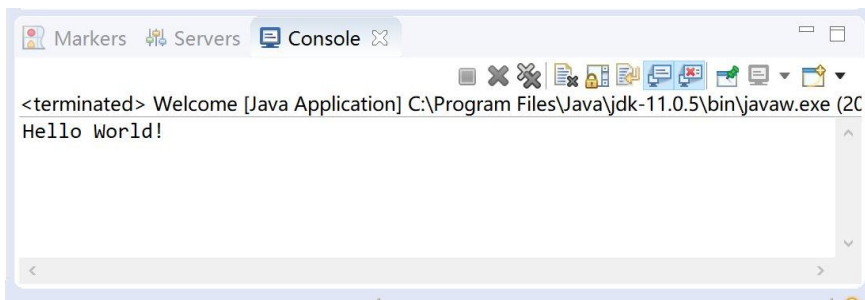 Markers Servers Console
<terminated> Welcome [Java Application] C:\Program Files\Java\jdk-11.0.5\bin\javaw.exe (20
Hello World!